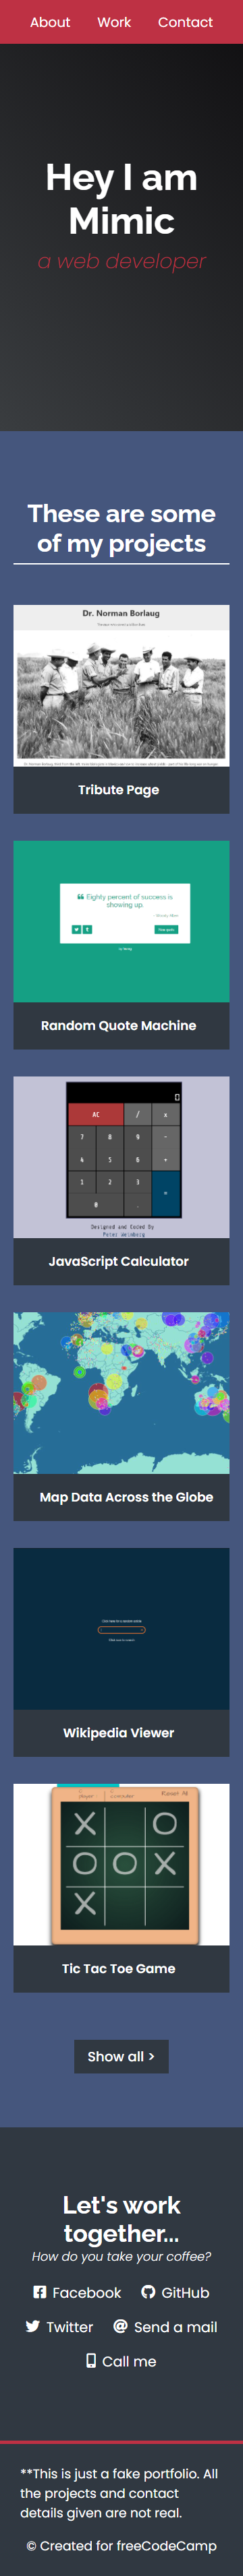 About Work Contact
Hey I am
Mimic
a web developer
These are some
of my projects
Dr. Norman Borlaug
Tribute Page
Eighty percent of success is
showing up.
Random Quote Machine
AC / x
7 8 9 -
4 5 6 +
1 2 3 =
0 .
Designed and Coded By
Peter Weinberg
JavaScript Calculator
Map Data Across the Globe
Wikipedia Viewer
X O
O O X
X
Tic Tac Toe Game
Show all >
Let's work
together...
How do you take your coffee?
Facebook GitHub
Twitter Send a mail
Call me
**This is just a fake portfolio. All
the projects and contact
details given are not real.
© Created for freeCodeCamp